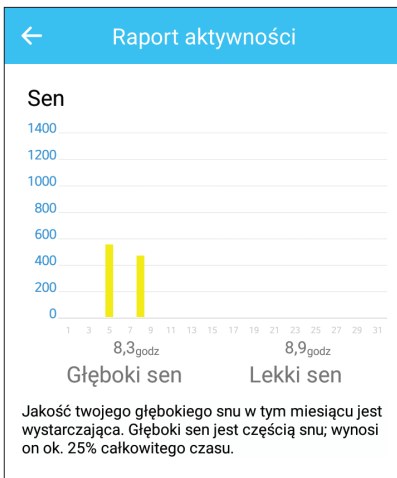 Raport aktywności
Sen
1400
1200
1000
800
600
400
200
0
1 3 5 7 9 11 13 15 17 19 21 23 25 27 29 31
8,3godz 8,9godz
Głęboki sen Lekki sen
Jakość twojego głębokiego snu w tym miesiącu jest
wystarczająca. Głęboki sen jest częścią snu; wynosi
on ok. 25% całkowitego czasu.